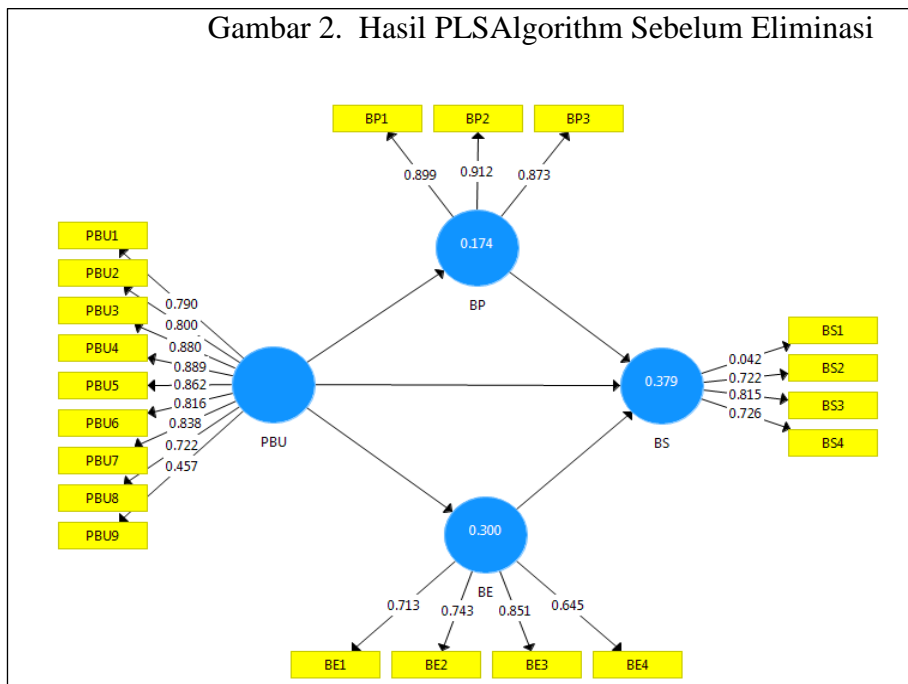 Gambar 2. Hasil PLSAlgorithm Sebelum Eliminasi
BP1 BP2 BP3
0.899 0.912 0.873
0.174
BP
PBU1
PBU2
PBU3
PBU4
PBU5
PBU6
PBU7
PBU8
PBU9
0.790
0.800
0.880
0.889
0.862
0.816
0.838
0.722
0.457
PBU
0.379
BS
0.042
0.722
0.815
0.726
BS1
BS2
BS3
BS4
0.300
BE
0.713 0.743 0.851 0.645
BE1 BE2 BE3 BE4